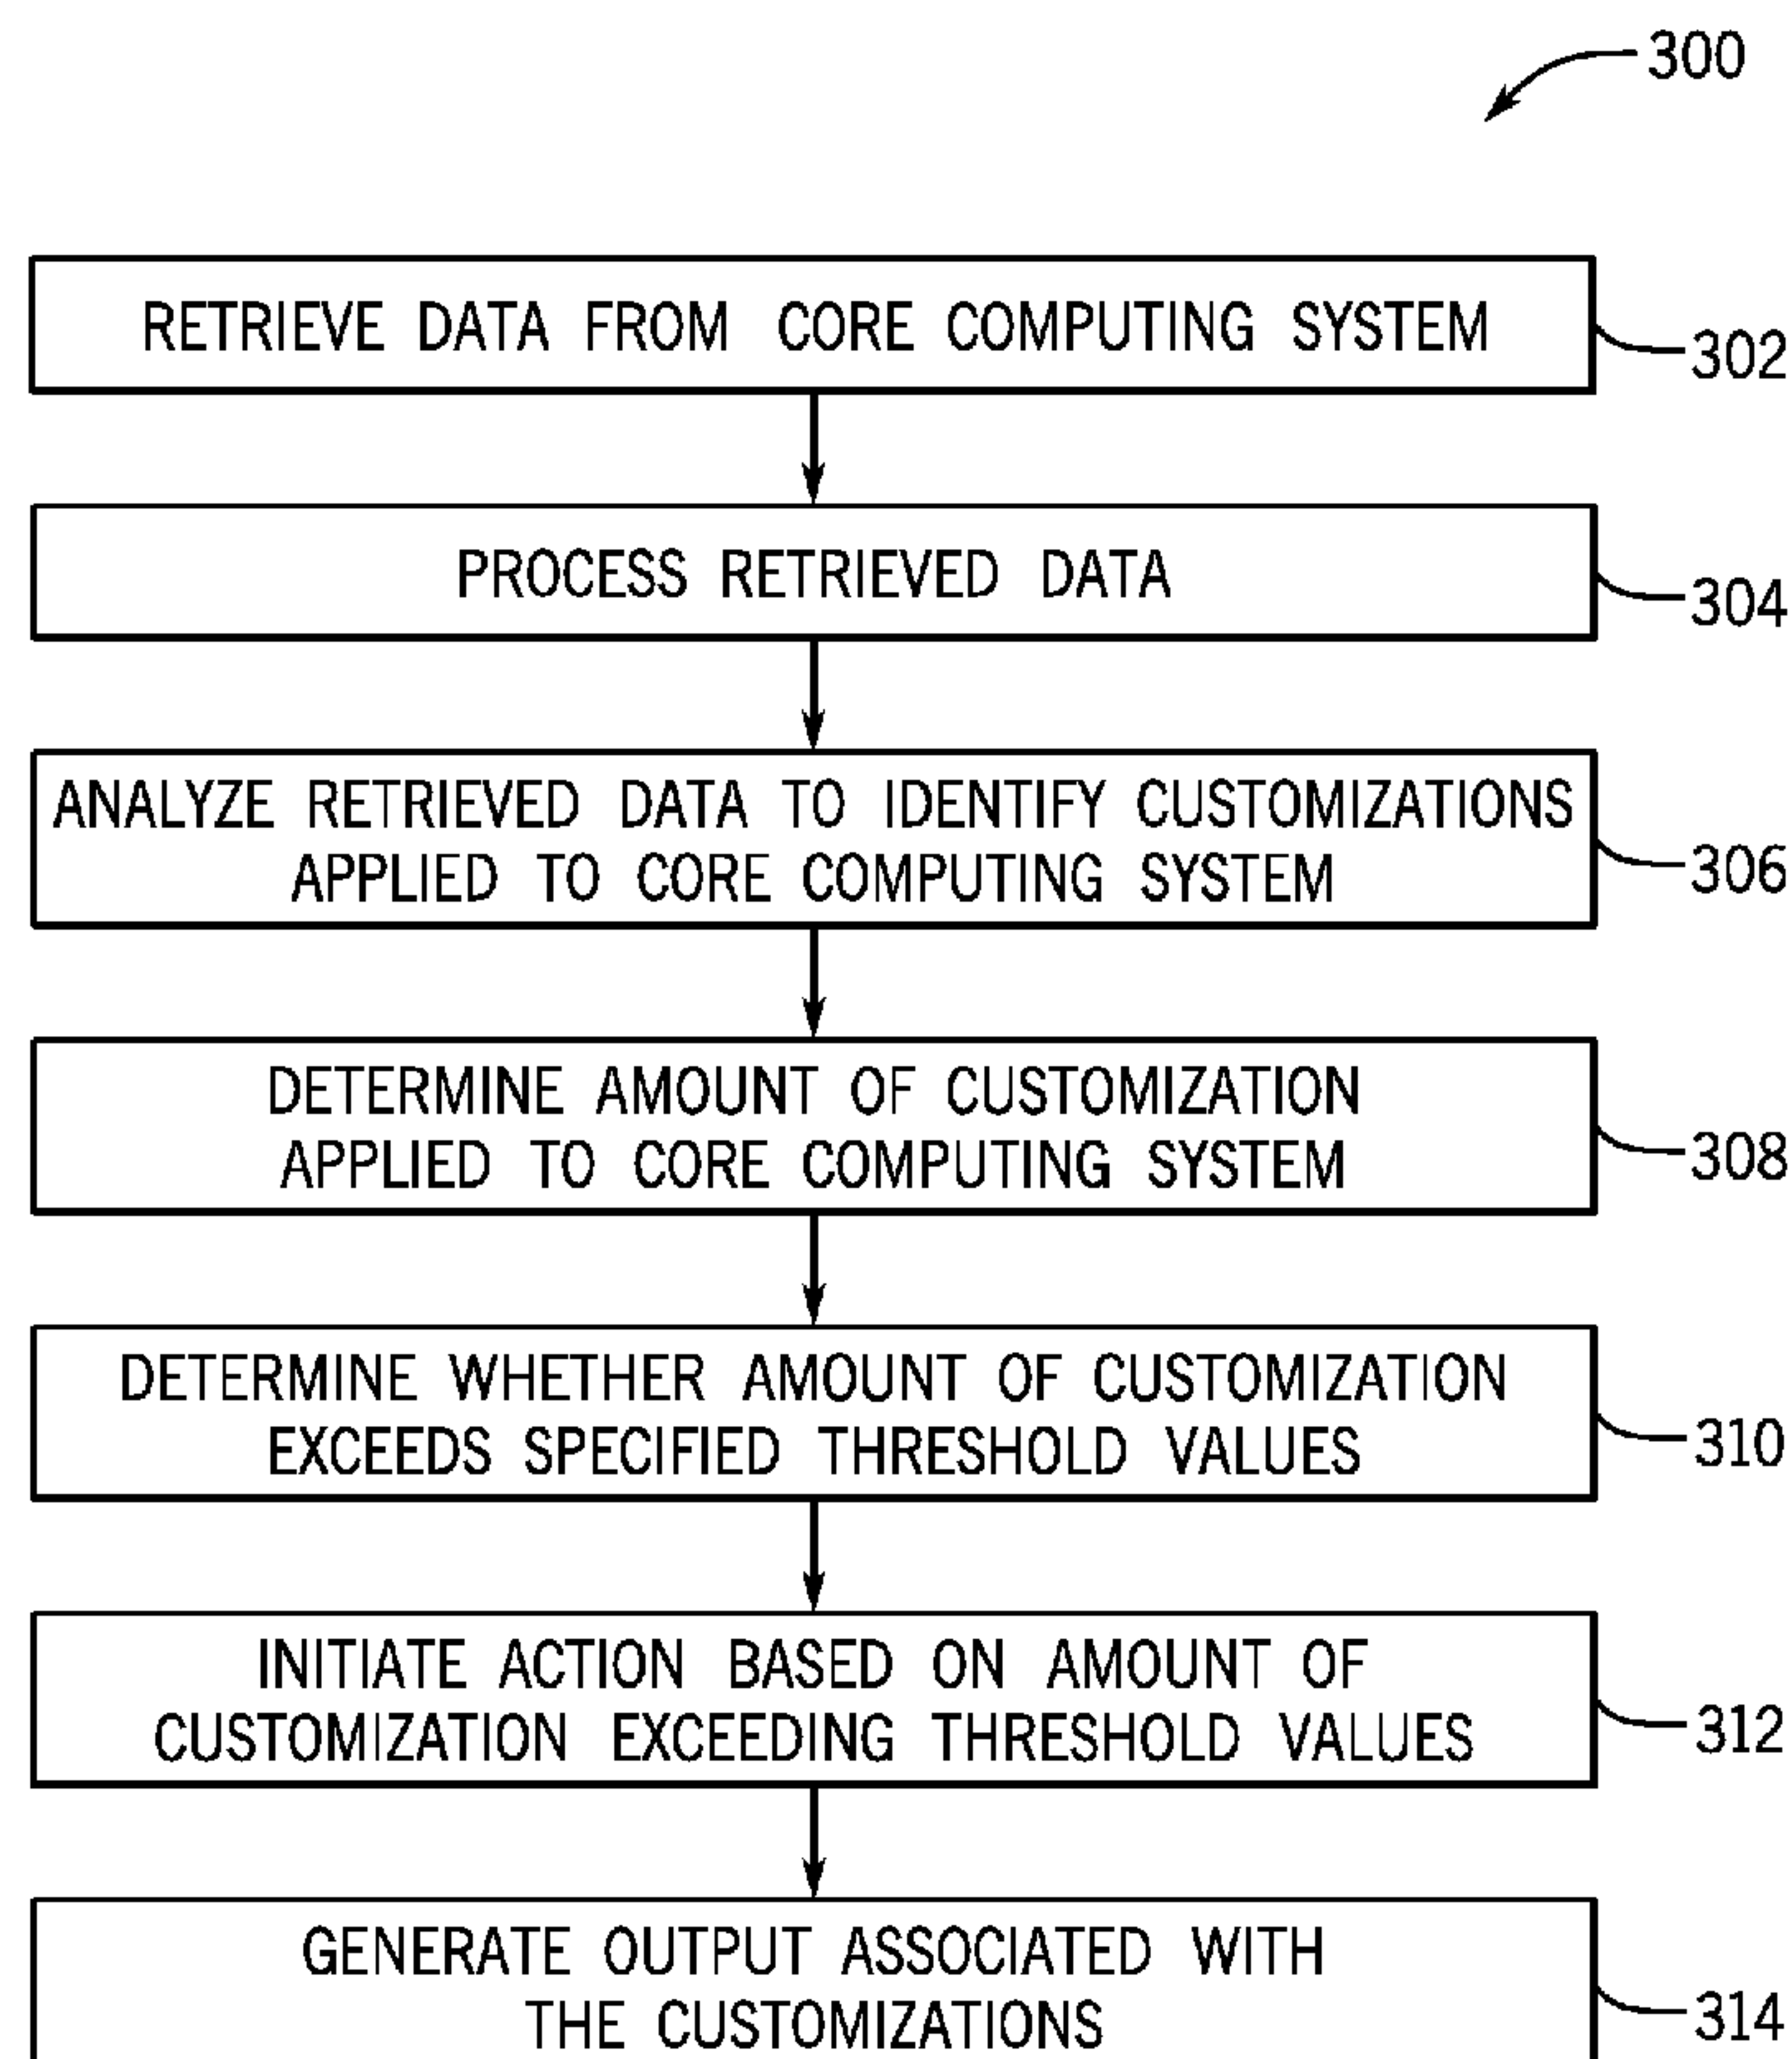 300
RETRIEVE DATA FROM CORE COMPUTING SYSTEM
302
PROCESS RETRIEVED DATA
304
ANALYZE RETRIEVED DATA TO IDENTIFY CUSTOMIZATIONS
APPLIED TO CORE COMPUTING SYSTEM
306
DETERMINE AMOUNT OF CUSTOMIZATION
APPLIED TO CORE COMPUTING SYSTEM
308
DETERMINE WHETHER AMOUNT OF CUSTOMIZATION
EXCEEDS SPECIFIED THRESHOLD VALUES
310
INITIATE ACTION BASED ON AMOUNT OF
CUSTOMIZATION EXCEEDING THRESHOLD VALUES
312
GENERATE OUTPUT ASSOCIATED WITH
THE CUSTOMIZATIONS
314